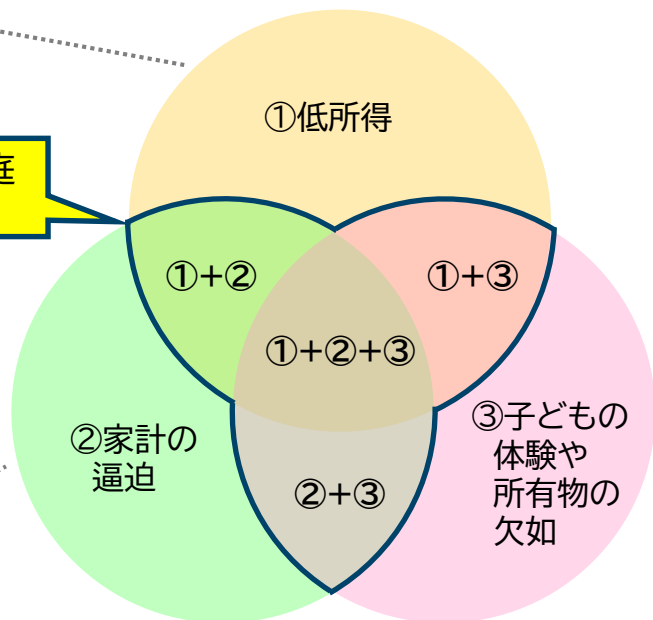 ①低所得
庭
①+②
①+③
①+②+③
②家計の
逼迫
③子どもの
体験や
所有物の
欠如
②+③